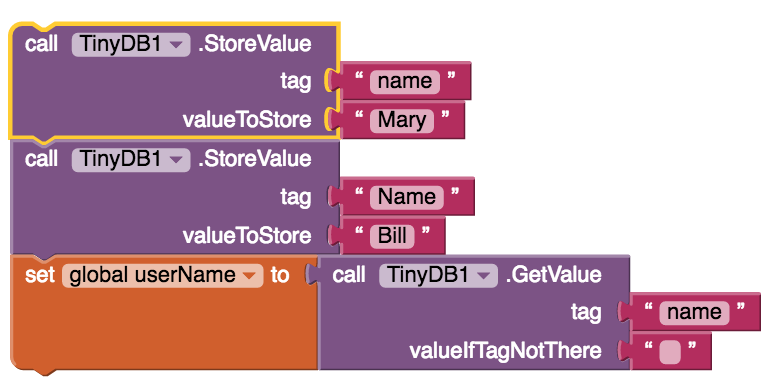 call TinyDB1 .StoreValue
tag “ name ”
valueToStore “ Mary ”
call TinyDB1 .StoreValue
tag “ Name ”
valueToStore “ Bill ”
set global userName to call TinyDB1 .GetValue
tag “ name ”
valueIfTagNotThere “ ”